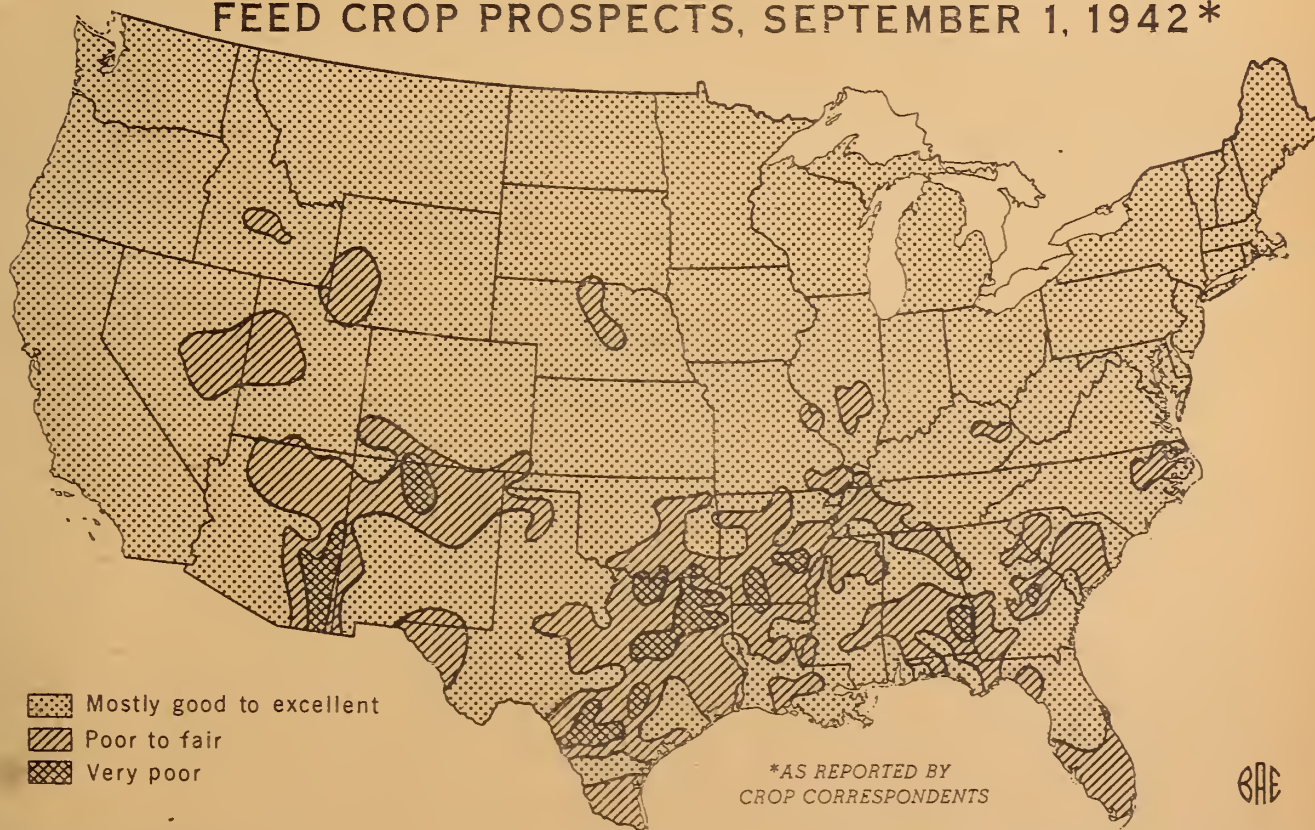 FEED CROP PROSPECTS, SEPTEMBER 1, 1942*
Mostly good to excellent
Poor to fair
Very poor
*AS REPORTED BY
CROP CORRESPONDENTS
BAE